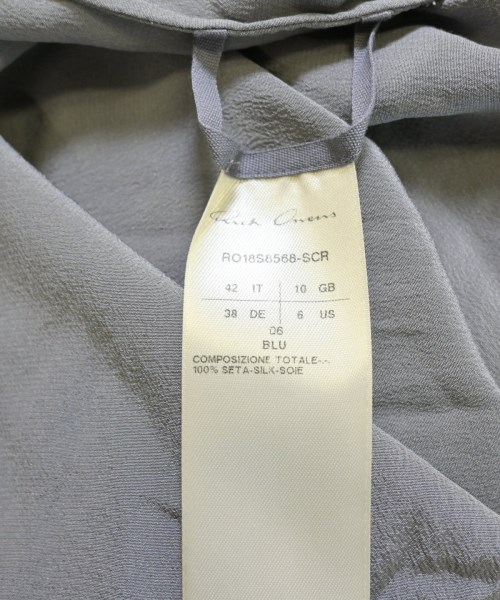 Rick Owens
RO18S8568-SCR
42 IT 10 GB
38 DE 6 US
06
BLU
COMPOSIZIONE TOTALE-.-.
100% SETA-SILK-SOIE